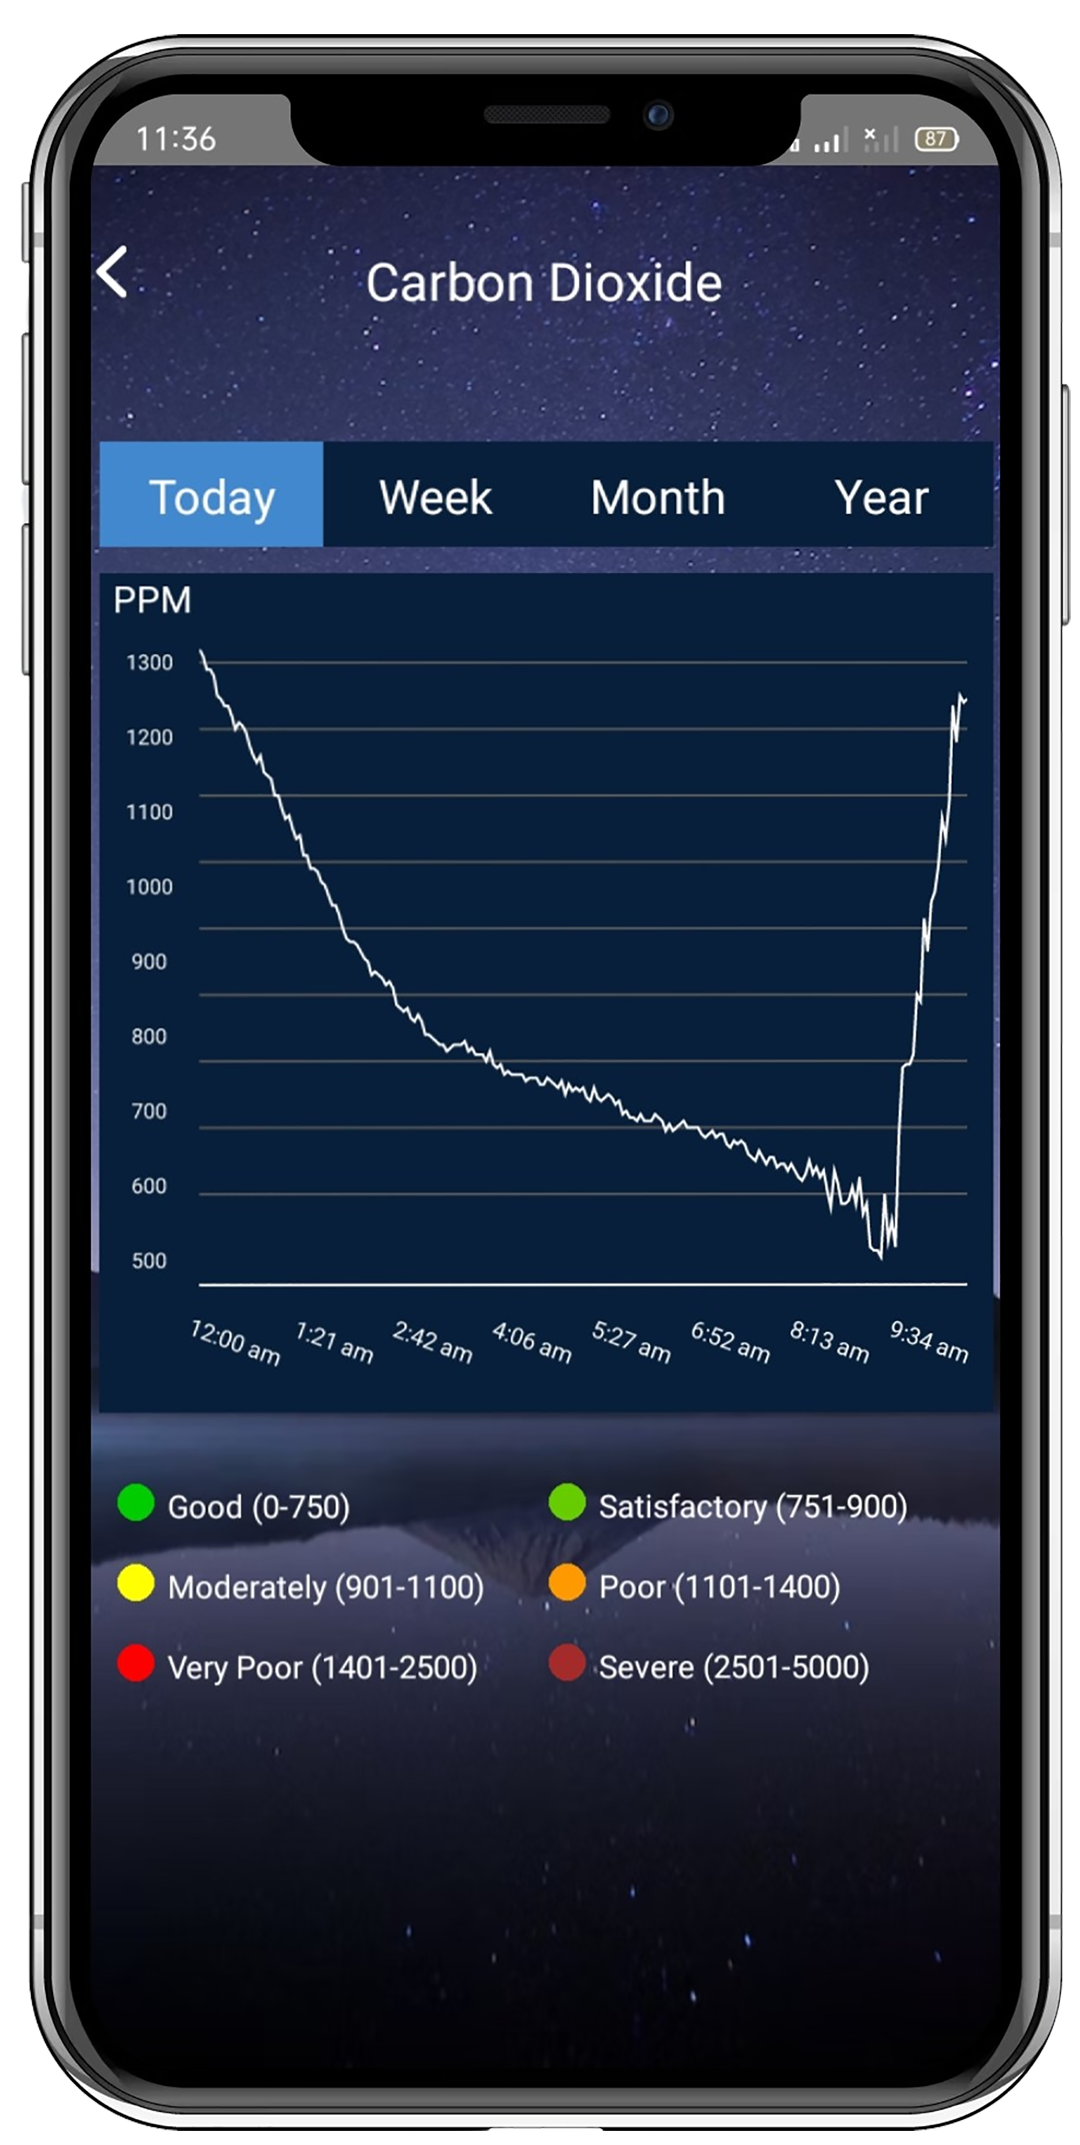 11:36
87
Carbon Dioxide
Today Week Month Year
PPM
1300
1200
1100
1000
900
800
700
600
500
12:00 am 1:21 am 2:42 am 4:06 am 5:27 am 6:52 am 8:13 am 9:34 am
Good (0-750) Satisfactory (751-900)
Moderately (901-1100) Poor (1101-1400)
Very Poor (1401-2500) Severe (2501-5000)